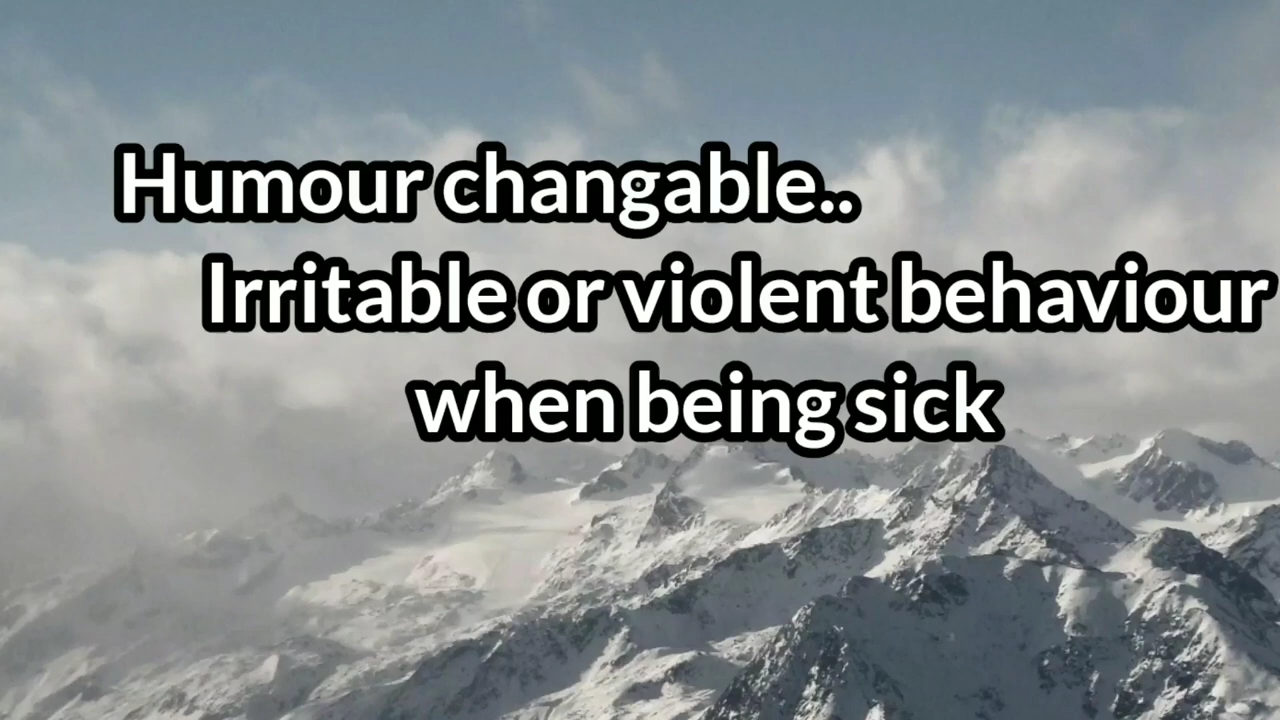 Humour changable..
Irritable or violent behaviour
when being sick